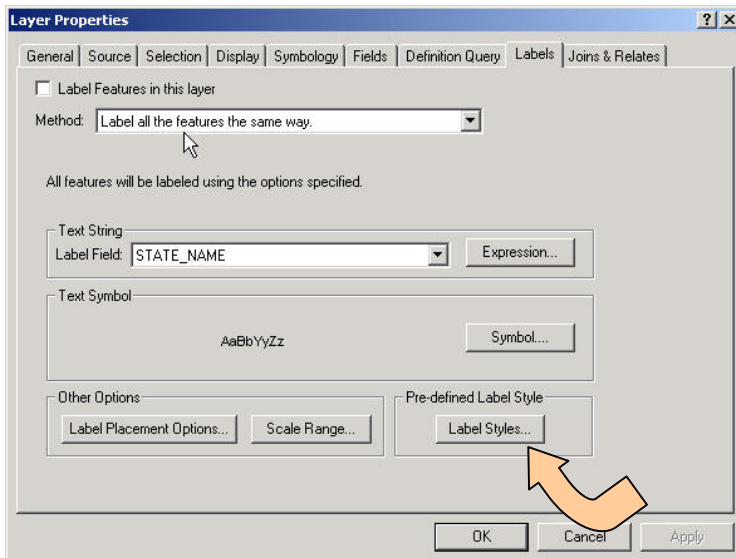 Layer Properties
General Source Selection Display Symbology Fields Definition Query Labels Joins & Relates
Label Features in this layer
Method: Label all the features the same way.
All features will be labeled using the options specified.
Text String
Label Field: STATE_NAME Expression...
Text Symbol
AaBbYyZz Symbol....
Other Options Pre-defined Label Style
Label Placement Options... Scale Range... Label Styles...
OK Cancel Apply